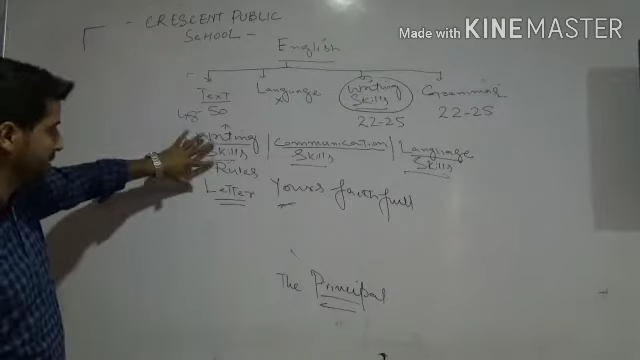 Made with KINEMASTER
- CRESCENT PUBLIC
SCHOOL -
English
Text Language Writing Skills Grammar
50 22-25 22-25
Writing Skills | Communication Skills | Language Skills
Rules
Letter Yours faithfull
The Principal